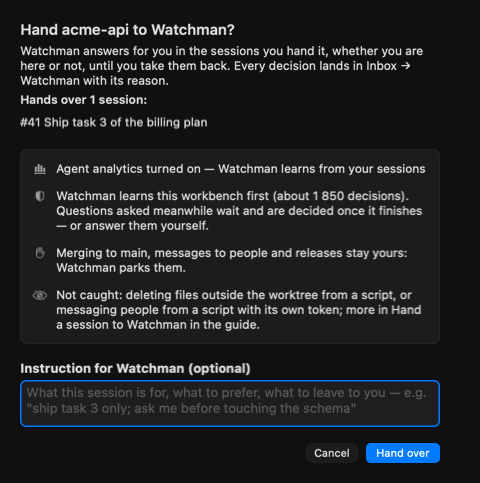 Hand acme-api to Watchman?
Watchman answers for you in the sessions you hand it, whether you are
here or not, until you take them back. Every decision lands in Inbox →
Watchman with its reason.
Hands over 1 session:
#41 Ship task 3 of the billing plan
Agent analytics turned on — Watchman learns from your sessions
Watchman learns this workbench first (about 1 850 decisions).
Questions asked meanwhile wait and are decided once it finishes
— or answer them yourself.
Merging to main, messages to people and releases stay yours:
Watchman parks them.
Not caught: deleting files outside the worktree from a script, or
messaging people from a script with its own token; more in Hand
a session to Watchman in the guide.
Instruction for Watchman (optional)
What this session is for, what to prefer, what to leave to you — e.g.
"ship task 3 only; ask me before touching the schema"
Cancel
Hand over